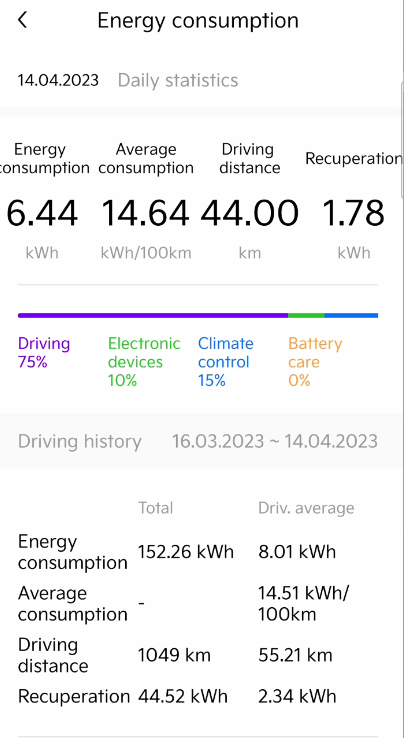 Energy consumption
14.04.2023 Daily statistics
Energy consumption Average consumption Driving distance Recuperation
6.44 14.64 44.00 1.78
kWh kWh/100km km kWh
Driving Electronic Climate Battery
75% devices control care
10% 15% 0%
Driving history 16.03.2023 ~ 14.04.2023
Total Driv. average
Energy
consumption 152.26 kWh 8.01 kWh
Average 14.51 kWh/
consumption - 100km
Driving
distance 1049 km 55.21 km
Recuperation 44.52 kWh 2.34 kWh